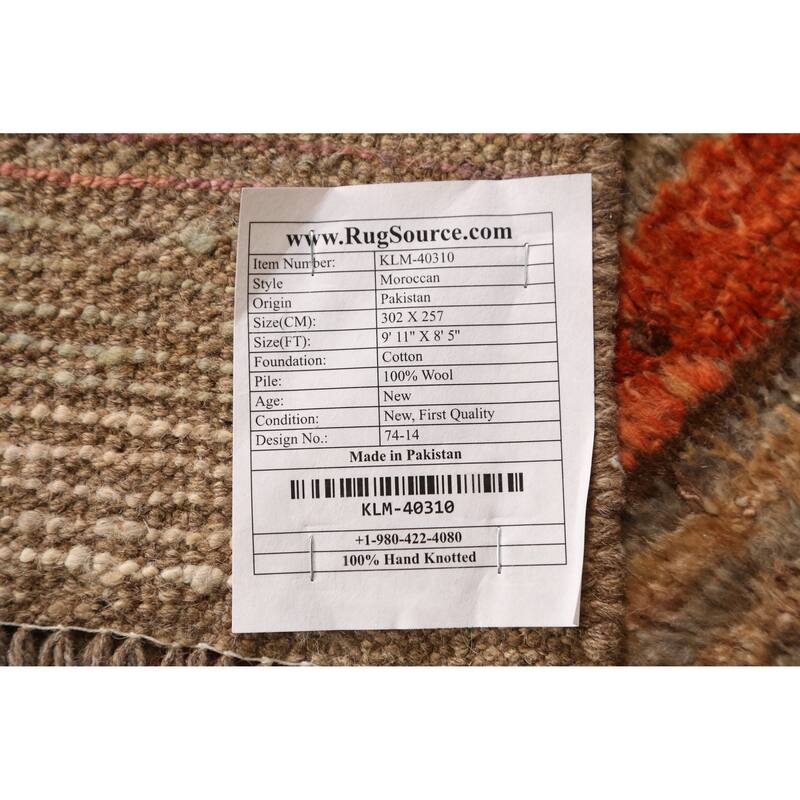 www.RugSource.com
Item Number: KLM-40310
Style Moroccan
Origin Pakistan
Size(CM): 302 X 257
Size(FT): 9' 11" X 8' 5"
Foundation: Cotton
Pile: 100% Wool
Age: New
Condition: New, First Quality
Design No.: 74-14
Made in Pakistan
KLM-40310
+1-980-422-4080
100% Hand Knotted